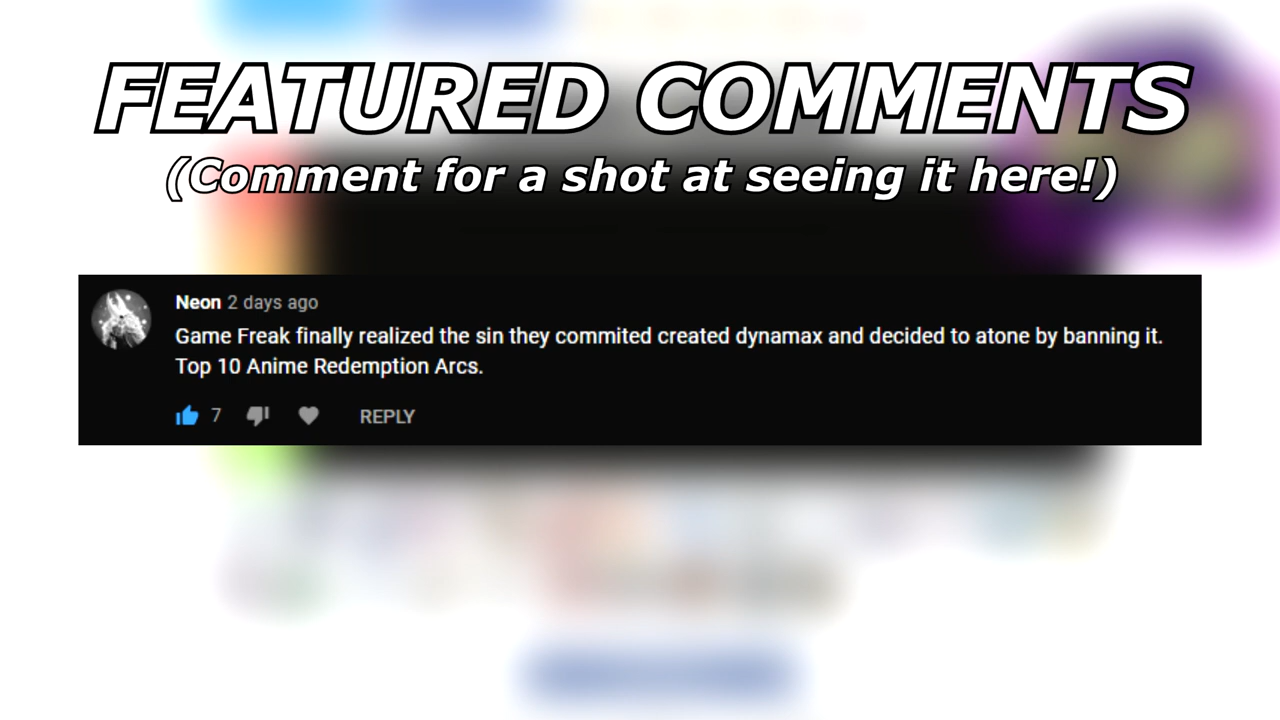 FEATURED COMMENTS
(Comment for a shot at seeing it here!)
Neon 2 days ago
Game Freak finally realized the sin they commited created dynamax and decided to atone by banning it.
Top 10 Anime Redemption Arcs.
7 REPLY